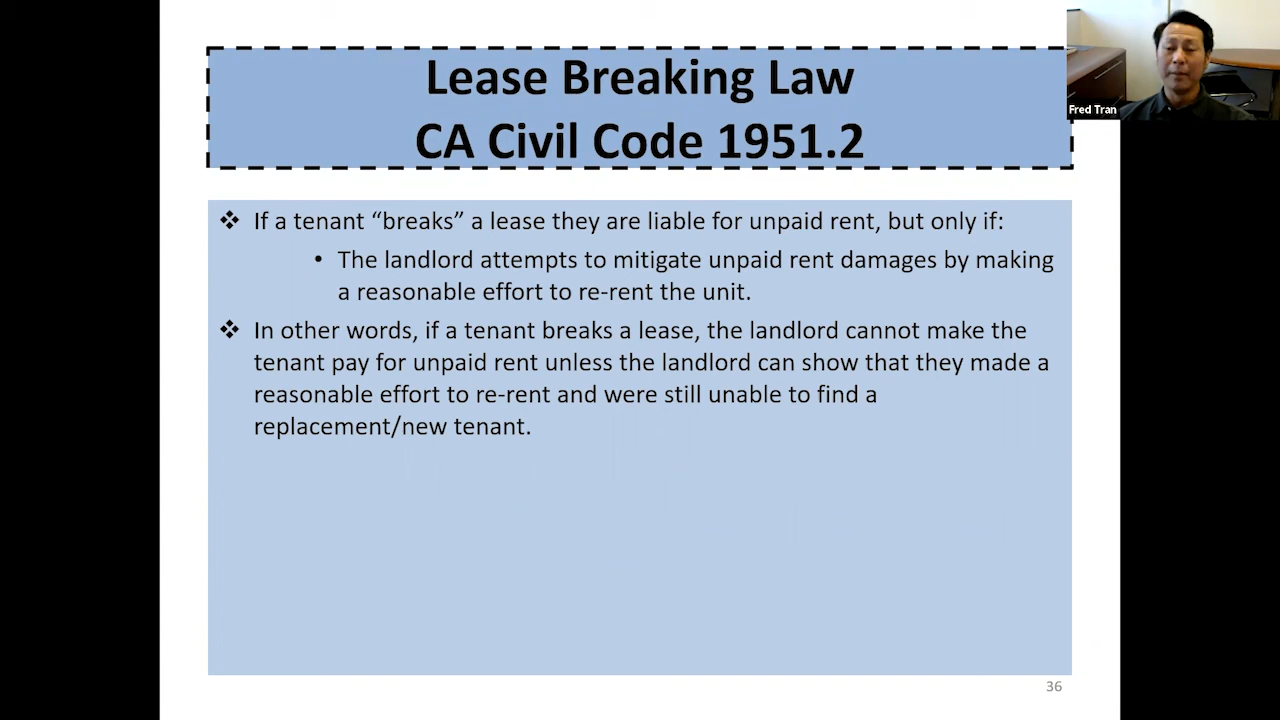 Lease Breaking Law
CA Civil Code 1951.2
Fred Tran
❖ If a tenant “breaks” a lease they are liable for unpaid rent, but only if:
• The landlord attempts to mitigate unpaid rent damages by making
a reasonable effort to re-rent the unit.
❖ In other words, if a tenant breaks a lease, the landlord cannot make the
tenant pay for unpaid rent unless the landlord can show that they made a
reasonable effort to re-rent and were still unable to find a
replacement/new tenant.
36